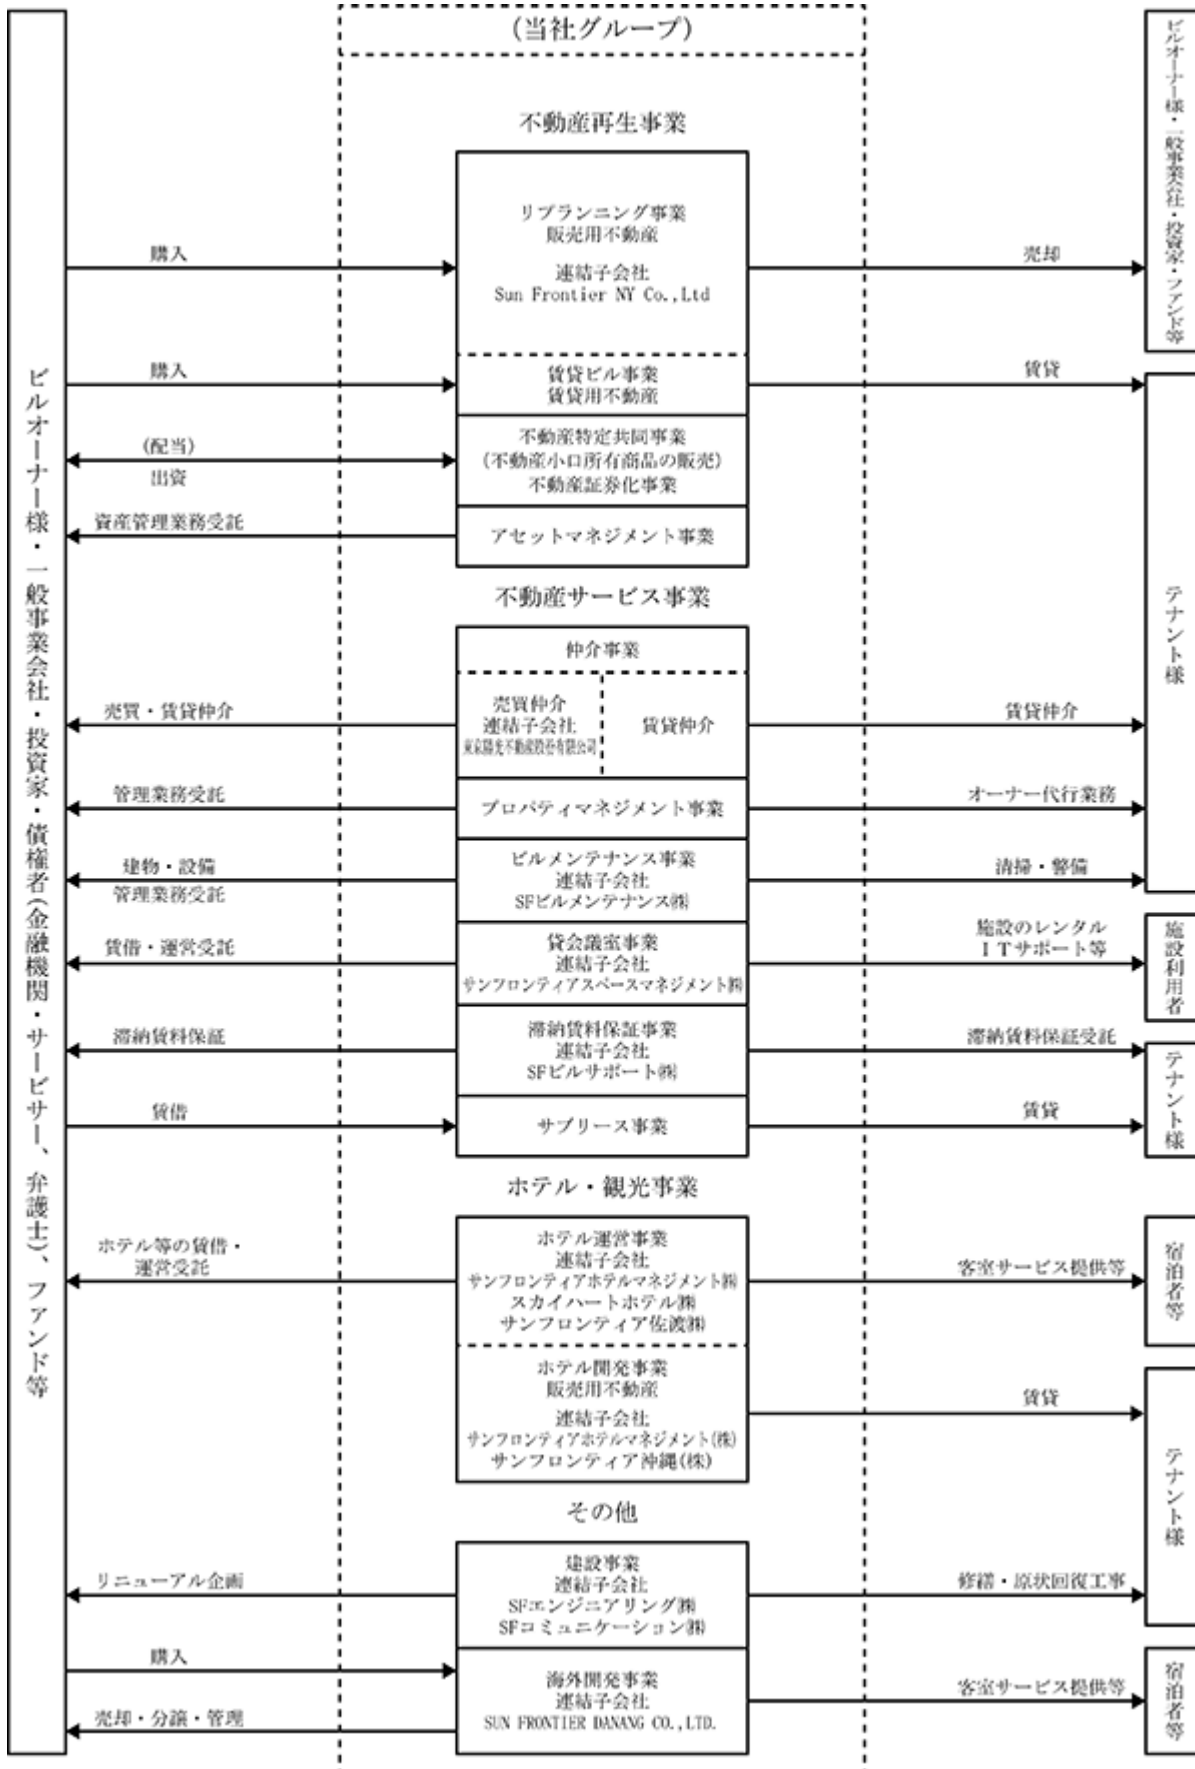 (当社グループ)
ビルオーナー様・一般事業会社・投資家・債権者(金融機関・サービサー、弁護士)、ファンド等
不動産再生事業
リプランニング事業
販売用不動産
連結子会社
Sun Frontier NY Co.,Ltd
購入
売却
ビルオーナー様・一般事業会社・投資家・ファンド等
購入
賃貸ビル事業
賃貸用不動産
賃貸
(配当)
出資
不動産特定共同事業
(不動産小口所有商品の販売)
不動産証券化事業
資産管理業務受託
アセットマネジメント事業
テナント様
不動産サービス事業
仲介事業
売買・賃貸仲介
売買仲介
連結子会社
東京陽光不動産股份有限公司
賃貸仲介
賃貸仲介
管理業務受託
プロパティマネジメント事業
オーナー代行業務
建物・設備
管理業務受託
ビルメンテナンス事業
連結子会社
SFビルメンテナンス㈱
清掃・警備
賃借・運営受託
貸会議室事業
連結子会社
サンフロンティアスペースマネジメント㈱
施設のレンタル
ITサポート等
施設利用者
滞納賃料保証
滞納賃料保証事業
連結子会社
SFビルサポート㈱
滞納賃料保証受託
テナント様
賃借
サブリース事業
賃貸
ホテル・観光事業
ホテル等の賃借・
運営受託
ホテル運営事業
連結子会社
サンフロンティアホテルマネジメント㈱
スカイハートホテル㈱
サンフロンティア佐渡㈱
客室サービス提供等
宿泊者等
ホテル開発事業
販売用不動産
連結子会社
サンフロンティアホテルマネジメント(株)
サンフロンティア沖縄(株)
賃貸
テナント様
その他
リニューアル企画
建設事業
連結子会社
SFエンジニアリング㈱
SFコミュニケーション㈱
修繕・原状回復工事
購入
売却・分譲・管理
海外開発事業
連結子会社
SUN FRONTIER DANANG CO.,LTD.
客室サービス提供等
宿泊者等